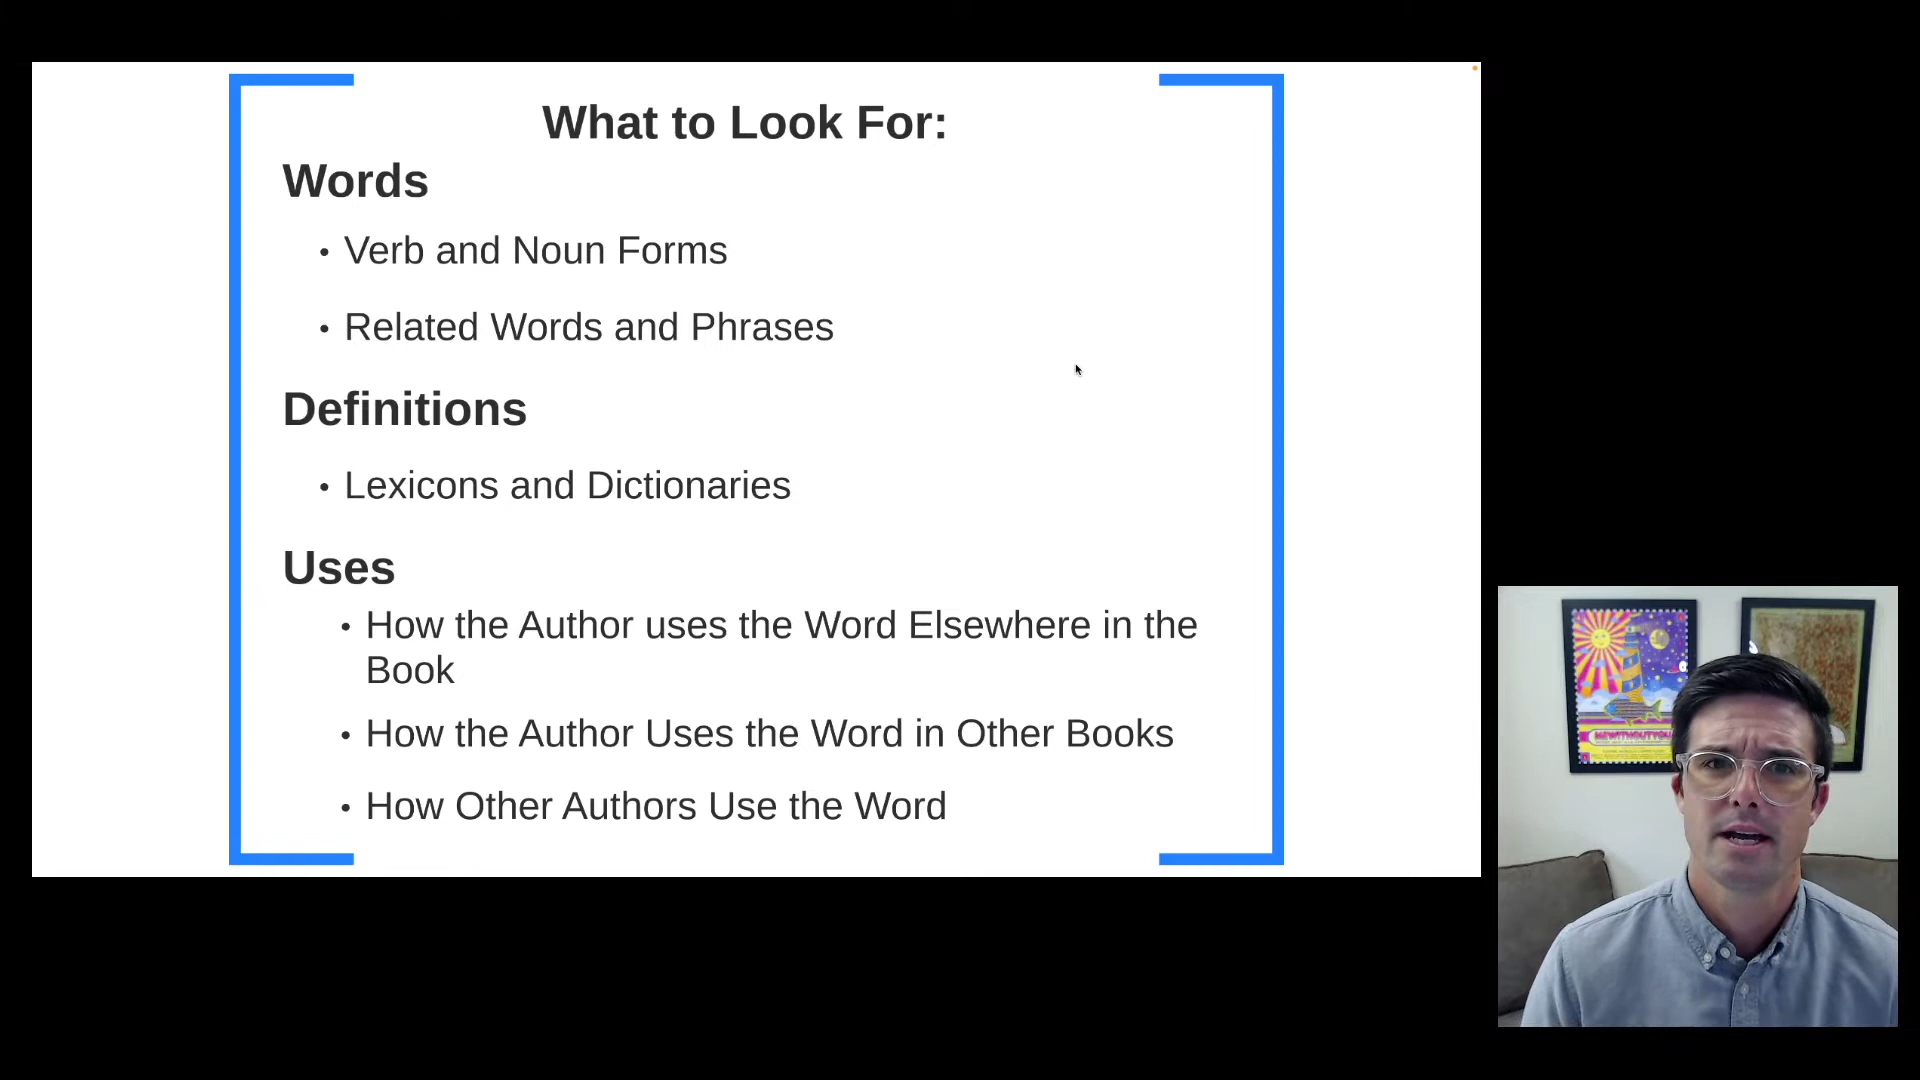 What to Look For:
Words
• Verb and Noun Forms
• Related Words and Phrases
Definitions
• Lexicons and Dictionaries
Uses
• How the Author uses the Word Elsewhere in the
Book
• How the Author Uses the Word in Other Books
• How Other Authors Use the Word